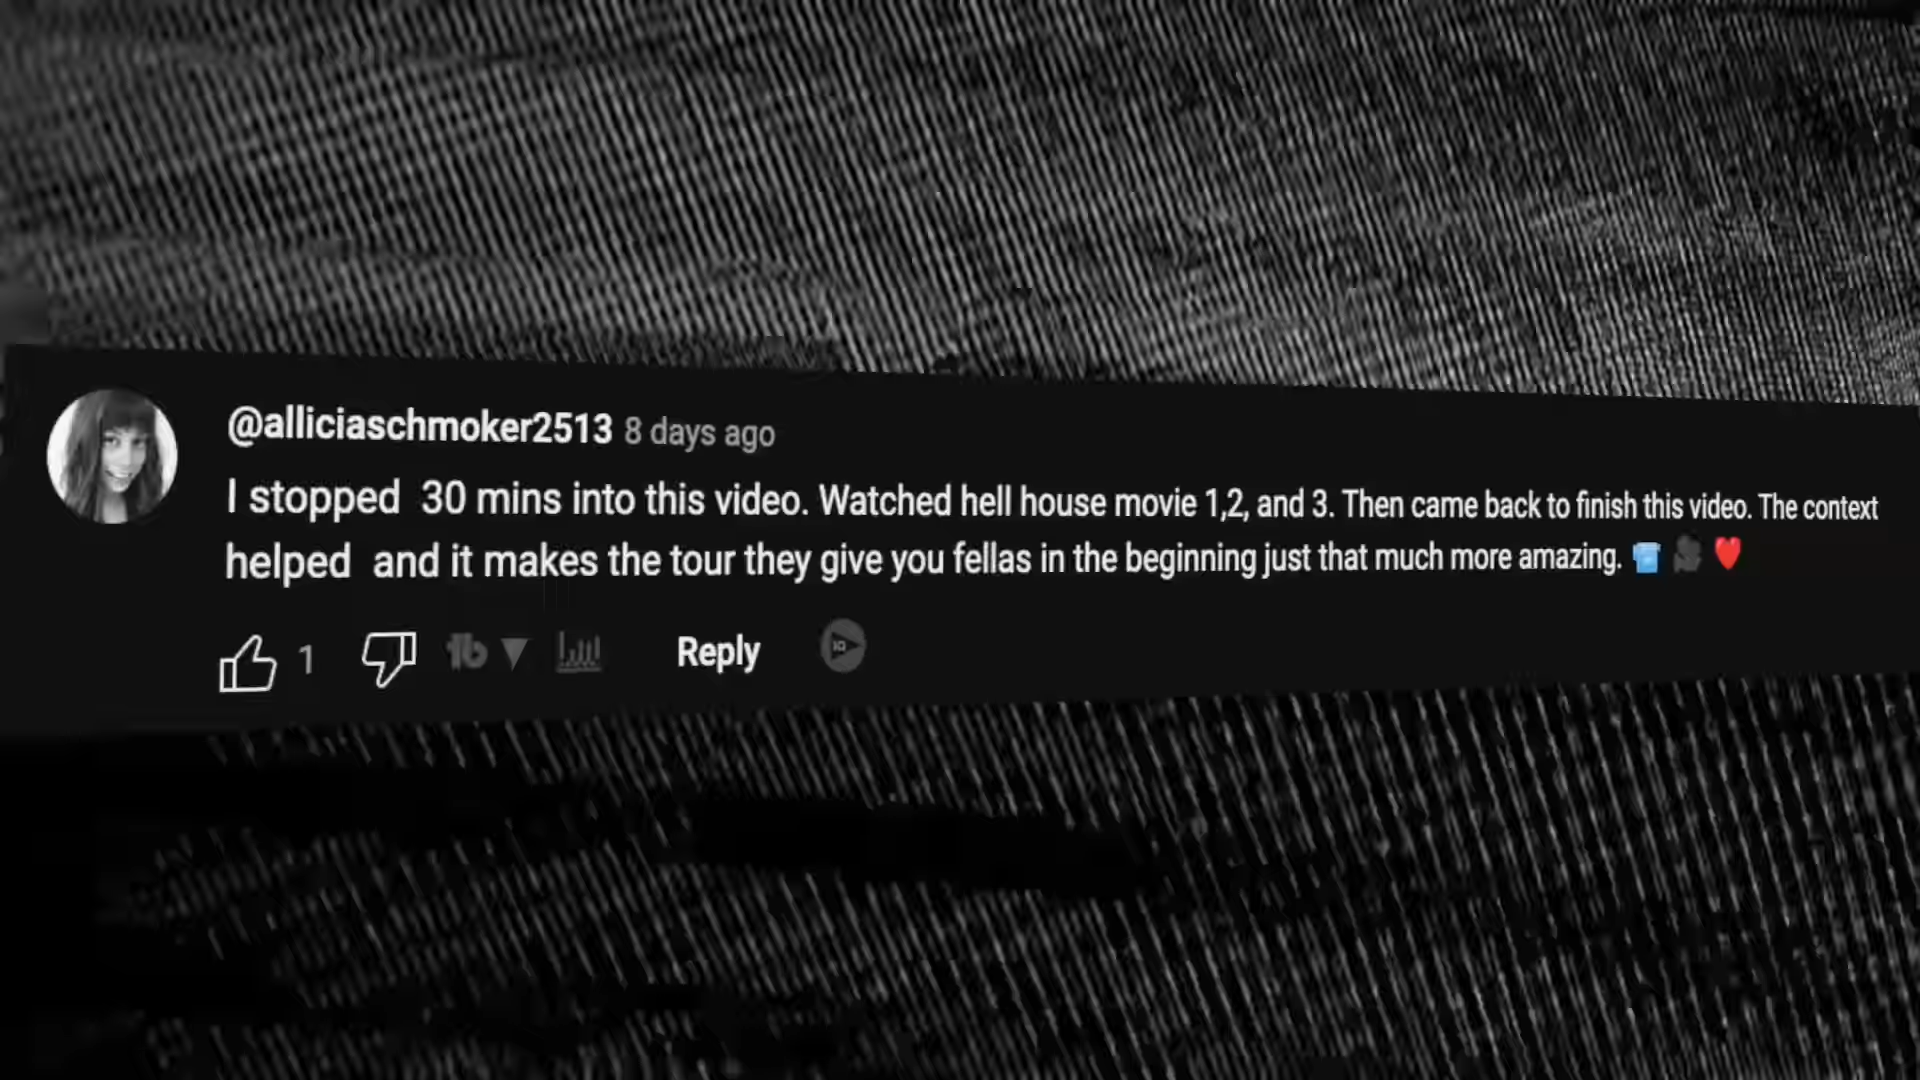 @alliciaschmoker2513 8 days ago
I stopped 30 mins into this video. Watched hell house movie 1,2, and 3. Then came back to finish this video. The context
helped and it makes the tour they give you fellas in the beginning just that much more amazing. ❤️
1 tb Reply